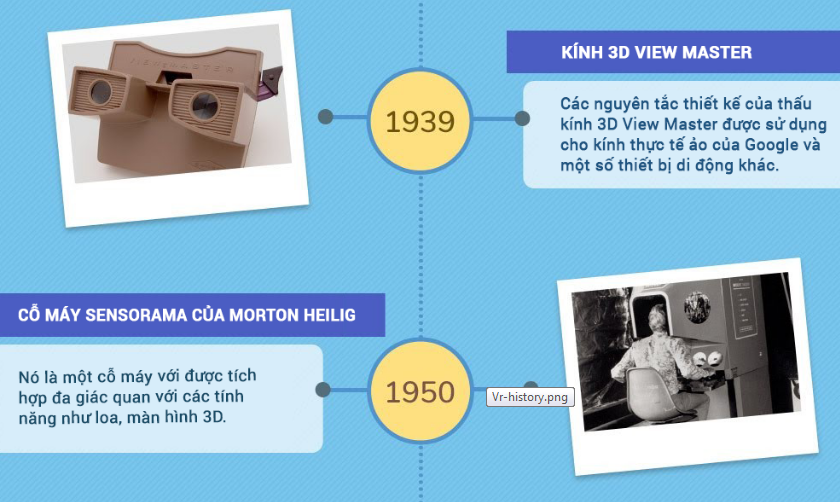 VIEW-MASTER
1939
KÍNH 3D VIEW MASTER
Các nguyên tắc thiết kế của thấu
kính 3D View Master được sử dụng
cho kính thực tế ảo của Google và
một số thiết bị di động khác.
CỖ MÁY SENSORAMA CỦA MORTON HEILIG
Nó là một cỗ máy với được tích
hợp đa giác quan với các tính
năng như loa, màn hình 3D.
1950
Vr-history.png